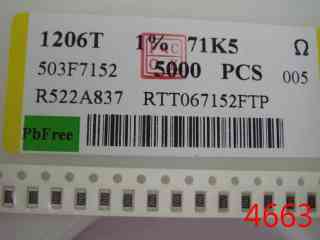 1206T 1% 71K5 Ω
503F7152 5000 PCS 005
R522A837 RTT067152FTP
PbFree
4663